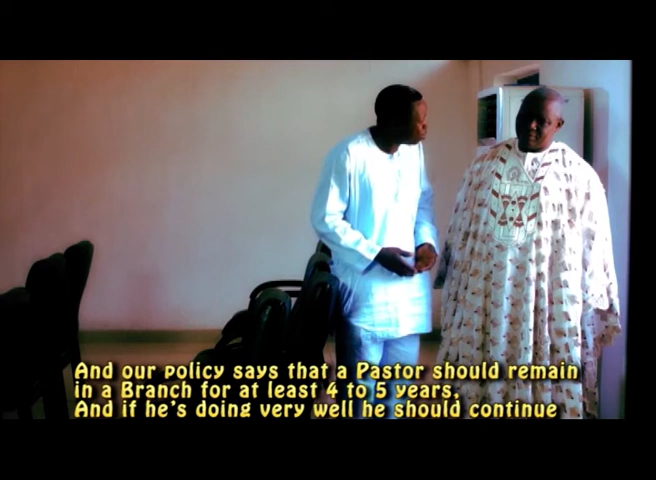 And our policy says that a Pastor should remain
in a Branch for at least 4 to 5 years,
And if he's doing very well he should continue